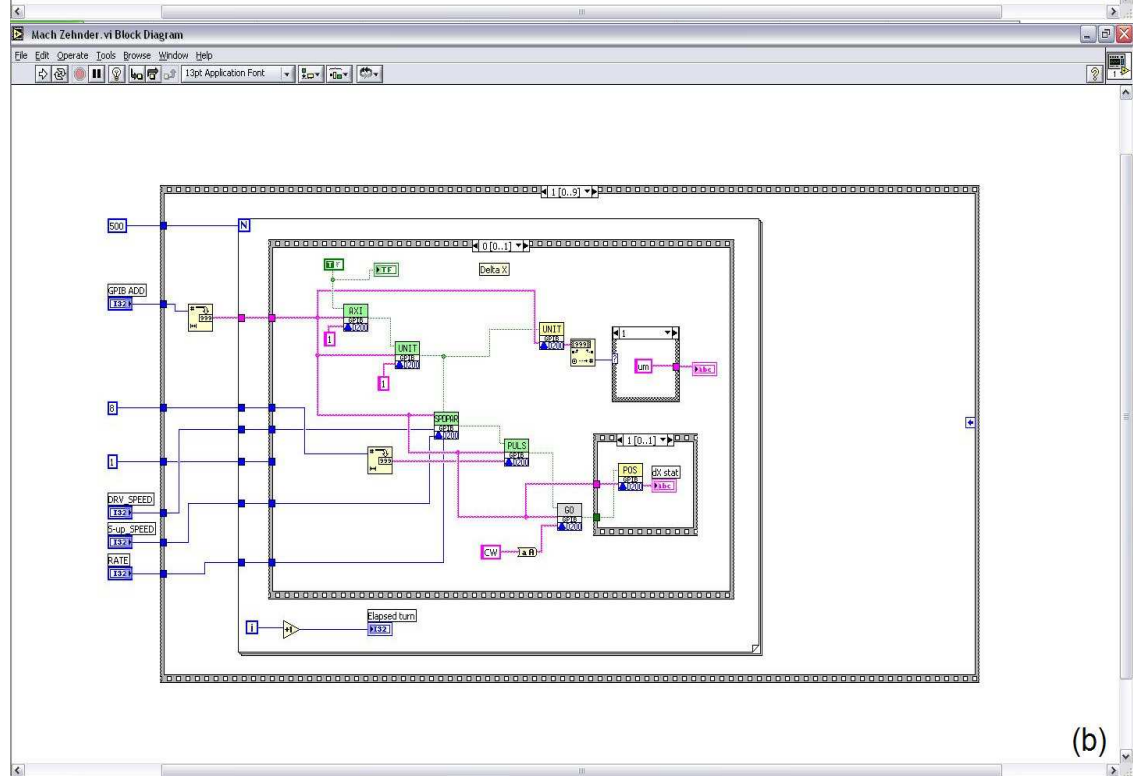 Mach Zehnder.vi Block Diagram
File Edit Operate Tools Browse Window Help
13pt Application Font
1 [0..9]
500
N
0 [0..1]
TF
TF
Delta X
GPIB ADD
I32
AXI
GPIB
1
UNIT
GPIB
1
UNIT
GPIB
1
um
abc
8
SPDPAR
GPIB
PULS
GPIB
1 [0..1]
POS
GPIB
dX stat
abc
1
DRV_SPEED
I32
GO
GPIB
S-up_SPEED
I32
CW
RATE
I32
Elapsed turn
i
+1
I32
(b)